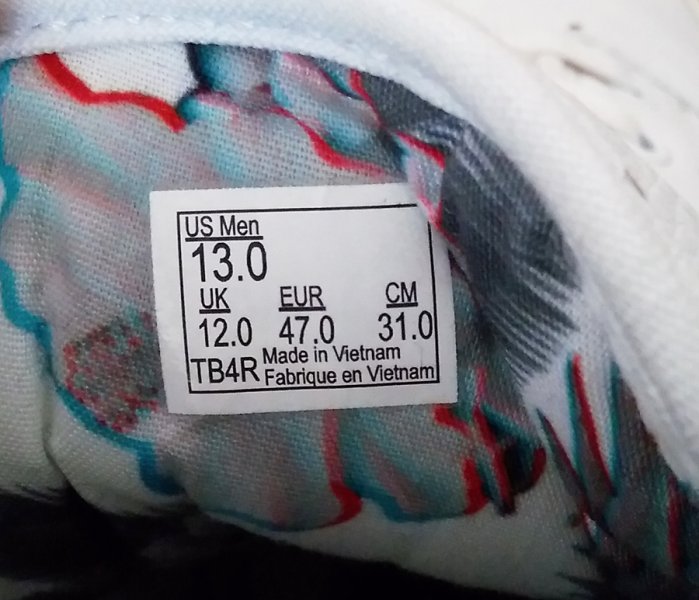 US Men
13.0
UK EUR CM
12.0 47.0 31.0
TB4R Made in Vietnam
Fabrique en Vietnam